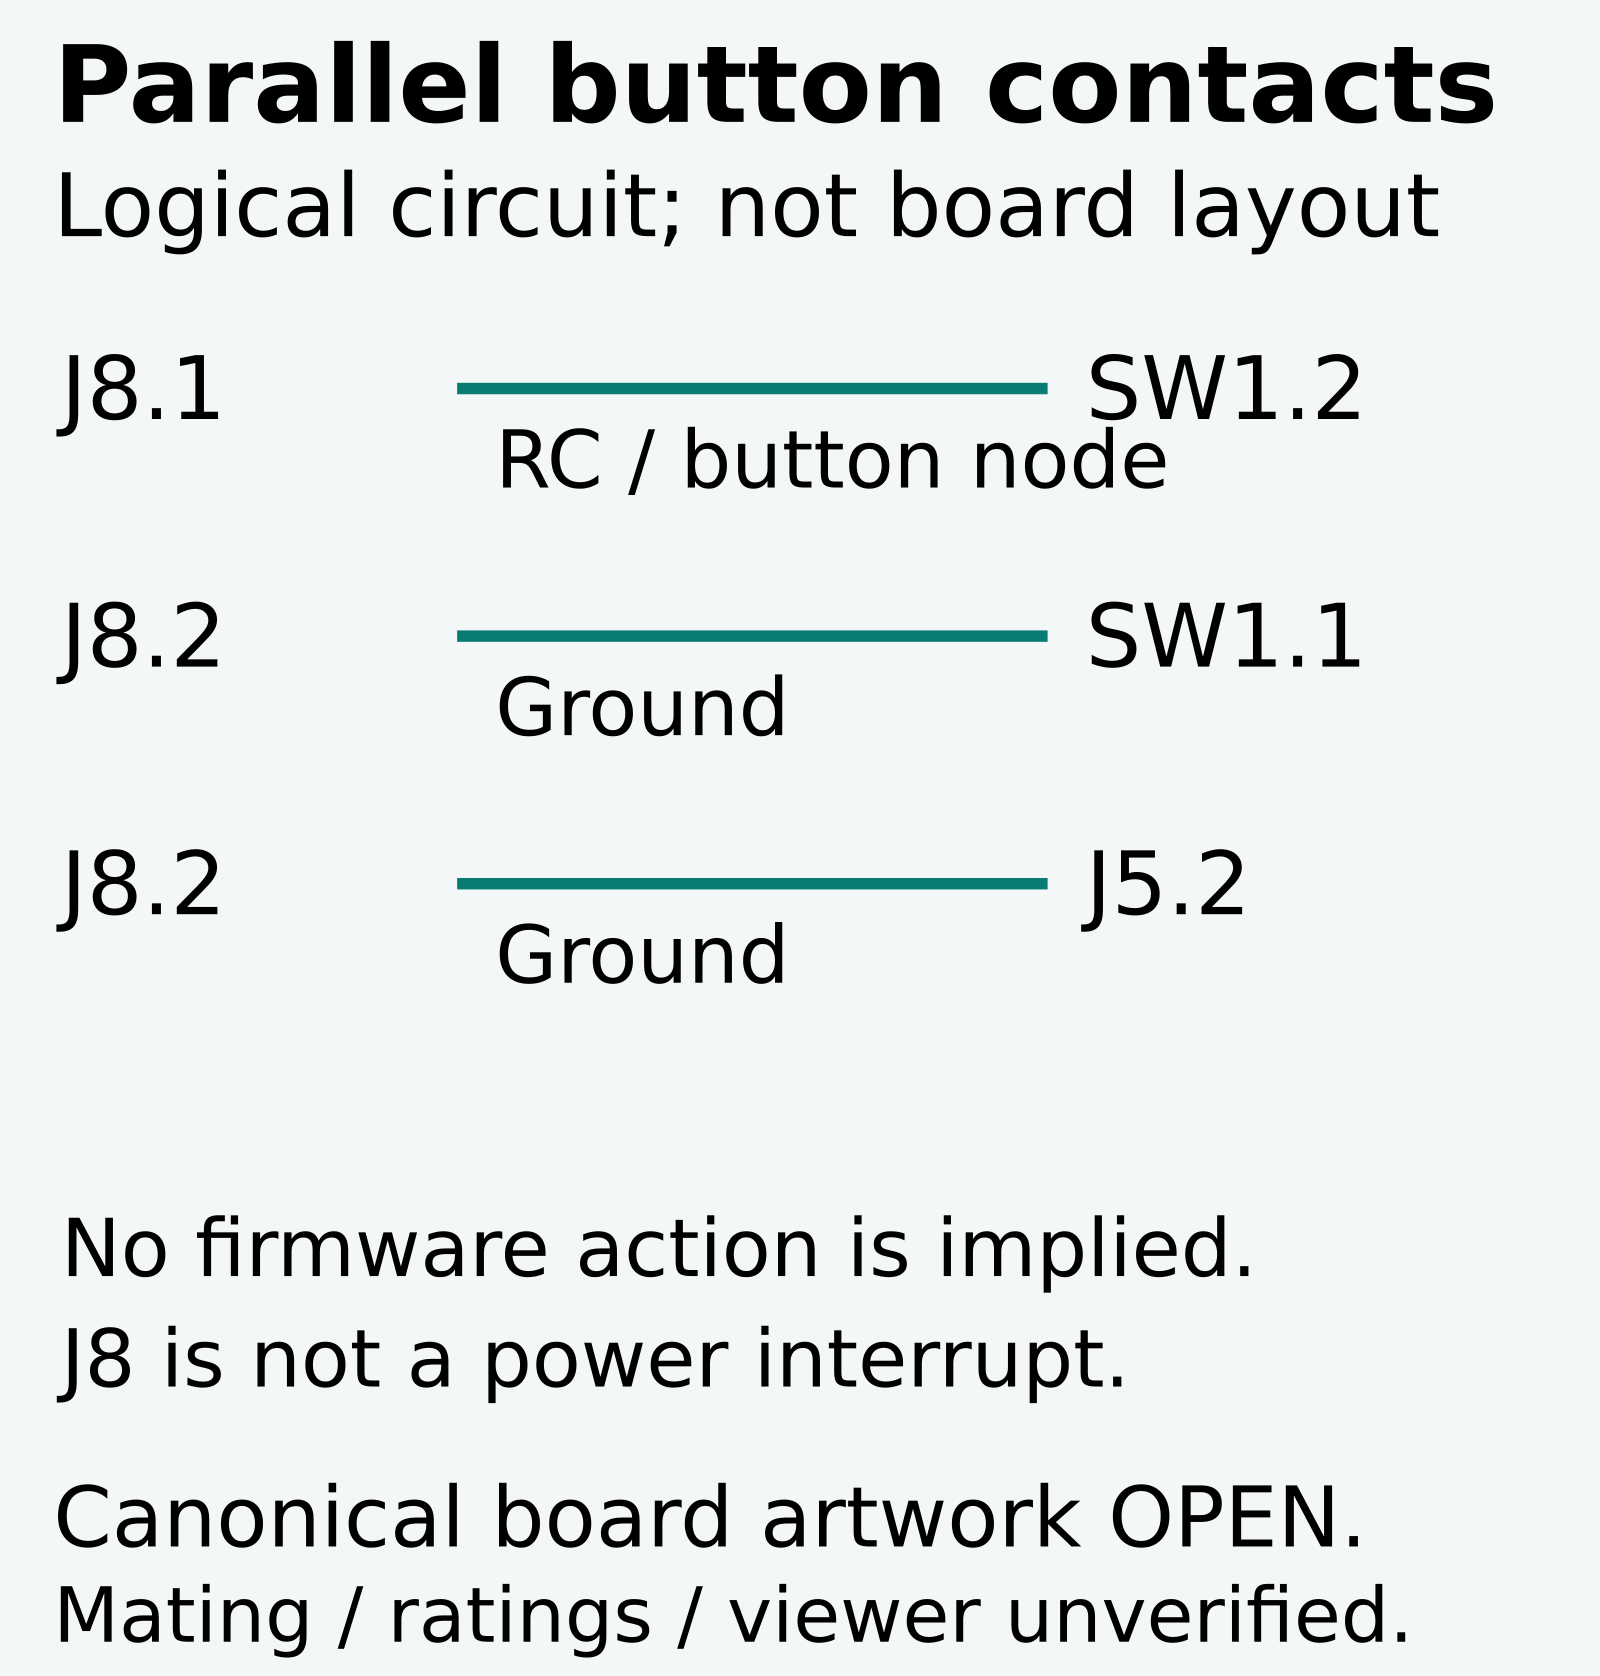 Parallel button contacts
Logical circuit; not board layout
J8.1 SW1.2
RC / button node
J8.2 SW1.1
Ground
J8.2 J5.2
Ground
No firmware action is implied.
J8 is not a power interrupt.
Canonical board artwork OPEN.
Mating / ratings / viewer unverified.